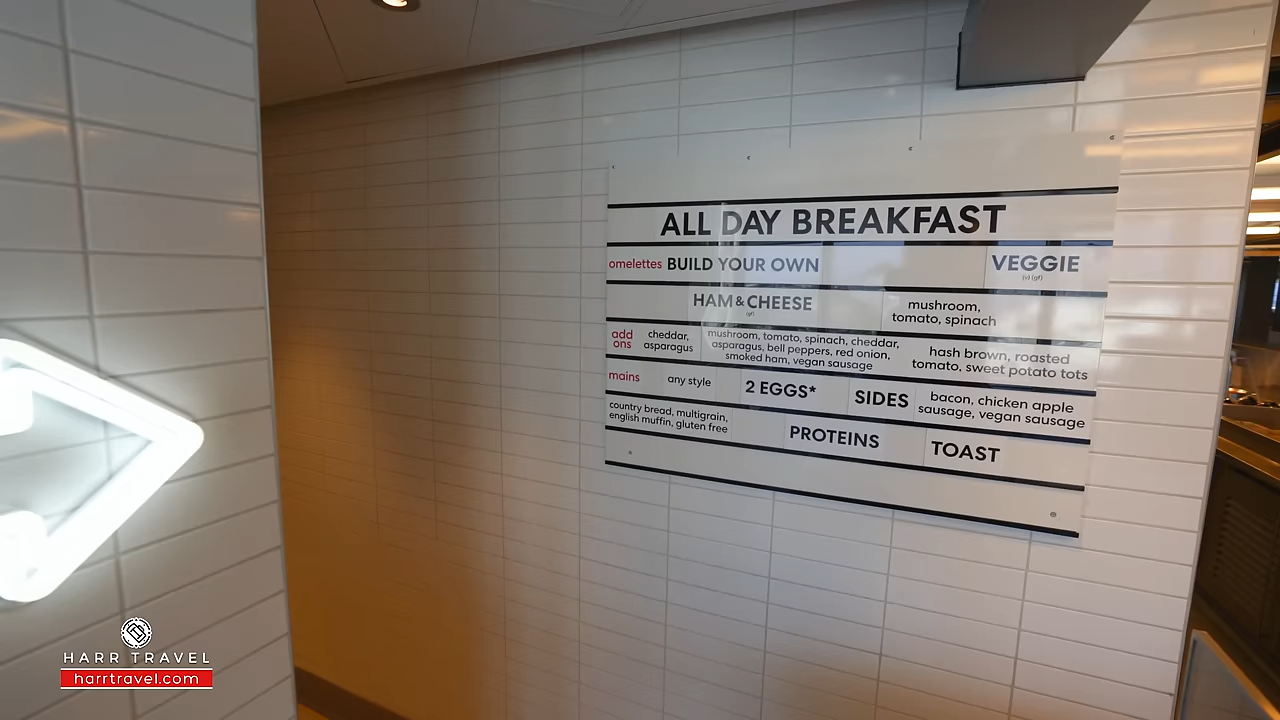 ALL DAY BREAKFAST
omelettes BUILD YOUR OWN VEGGIE
(v) (gf)
HAM & CHEESE
(gf)
mushroom,
tomato, spinach
add
ons
cheddar,
asparagus
mushroom, tomato, spinach, cheddar,
asparagus, bell peppers, red onion,
smoked ham, vegan sausage
hash brown, roasted
tomato, sweet potato tots
mains any style 2 EGGS* SIDES
bacon, chicken apple
sausage, vegan sausage
country bread, multigrain,
english muffin, gluten free
PROTEINS TOAST
HARR TRAVEL
harrtravel.com